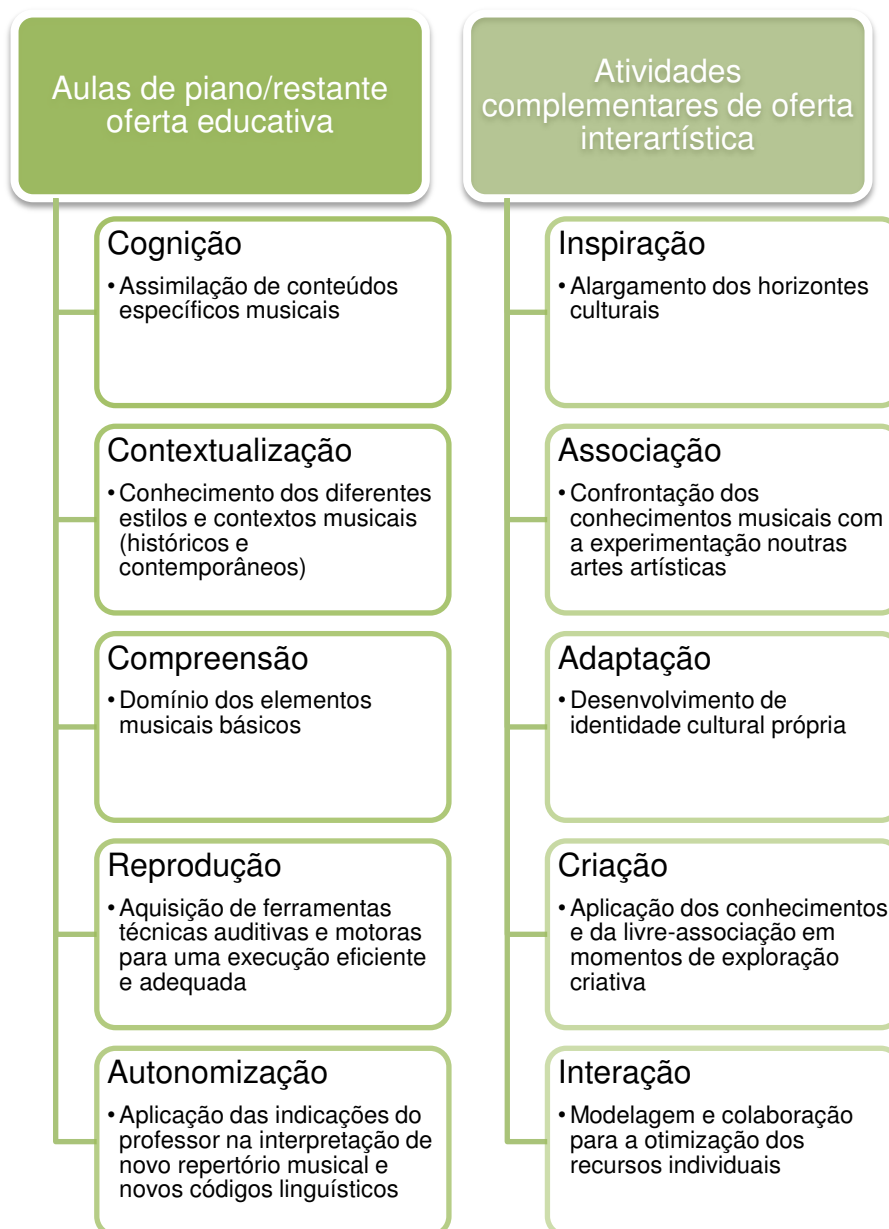 Aulas de piano/restante
oferta educativa
Cognição
• Assimilação de conteúdos
específicos musicais
Contextualização
• Conhecimento dos diferentes
estilos e contextos musicais
(históricos e
contemporâneos)
Compreensão
• Domínio dos elementos
musicais básicos
Reprodução
• Aquisição de ferramentas
técnicas auditivas e motoras
para uma execução eficiente
e adequada
Autonomização
• Aplicação das indicações do
professor na interpretação de
novo repertório musical e
novos códigos linguísticos
Atividades
complementares de oferta
interartística
Inspiração
• Alargamento dos horizontes
culturais
Associação
• Confrontação dos
conhecimentos musicais com
a experimentação noutras
artes artísticas
Adaptação
• Desenvolvimento de
identidade cultural própria
Criação
• Aplicação dos conhecimentos
e da livre-associação em
momentos de exploração
criativa
Interação
• Modelagem e colaboração
para a otimização dos
recursos individuais